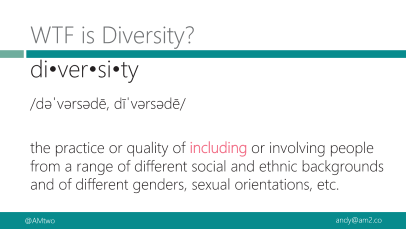 WTF is Diversity?
di•ver•si•ty
/dəˈvərsədē, dīˈvərsədē/
the practice or quality of including or involving people
from a range of different social and ethnic backgrounds
and of different genders, sexual orientations, etc.
@AMtwo
andy@am2.co